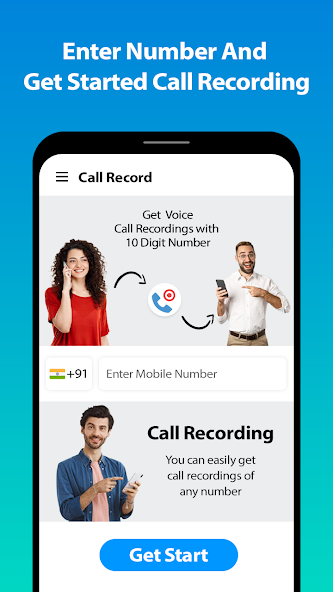 Enter Number And
Get Started Call Recording
Call Record
Get Voice
Call Recordings with
10 Digit Number
+91
Enter Mobile Number
Call Recording
You can easily get
call recordings of
any number
Get Start